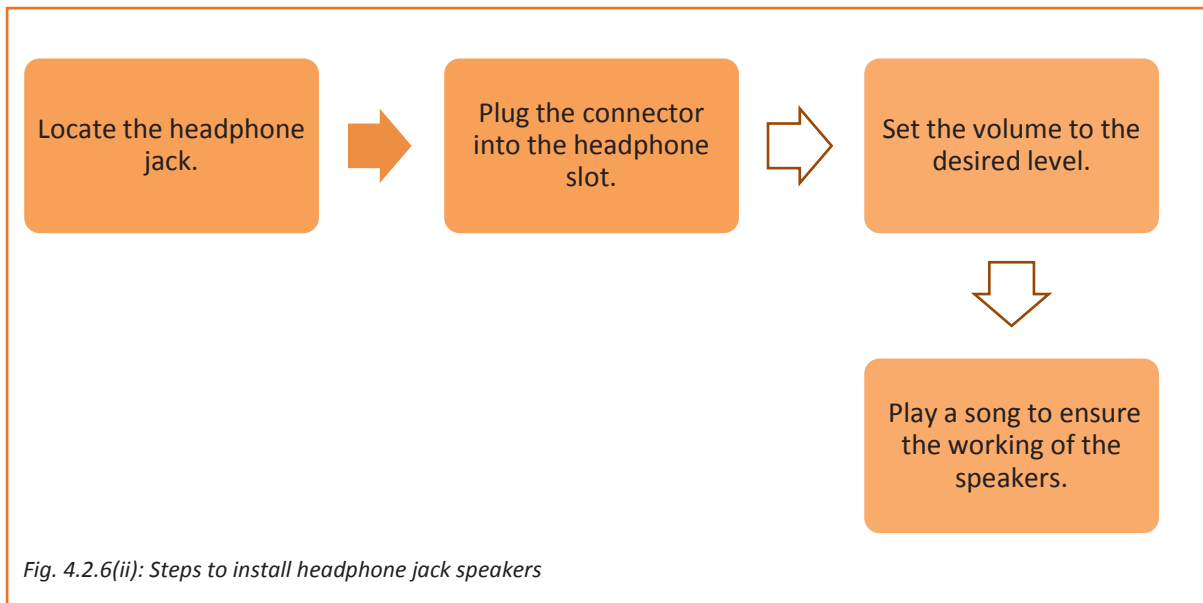 Locate the headphone
jack.
Plug the connector
into the headphone
slot.
Set the volume to the
desired level.
Play a song to ensure
the working of the
speakers.
Fig. 4.2.6(ii): Steps to install headphone jack speakers